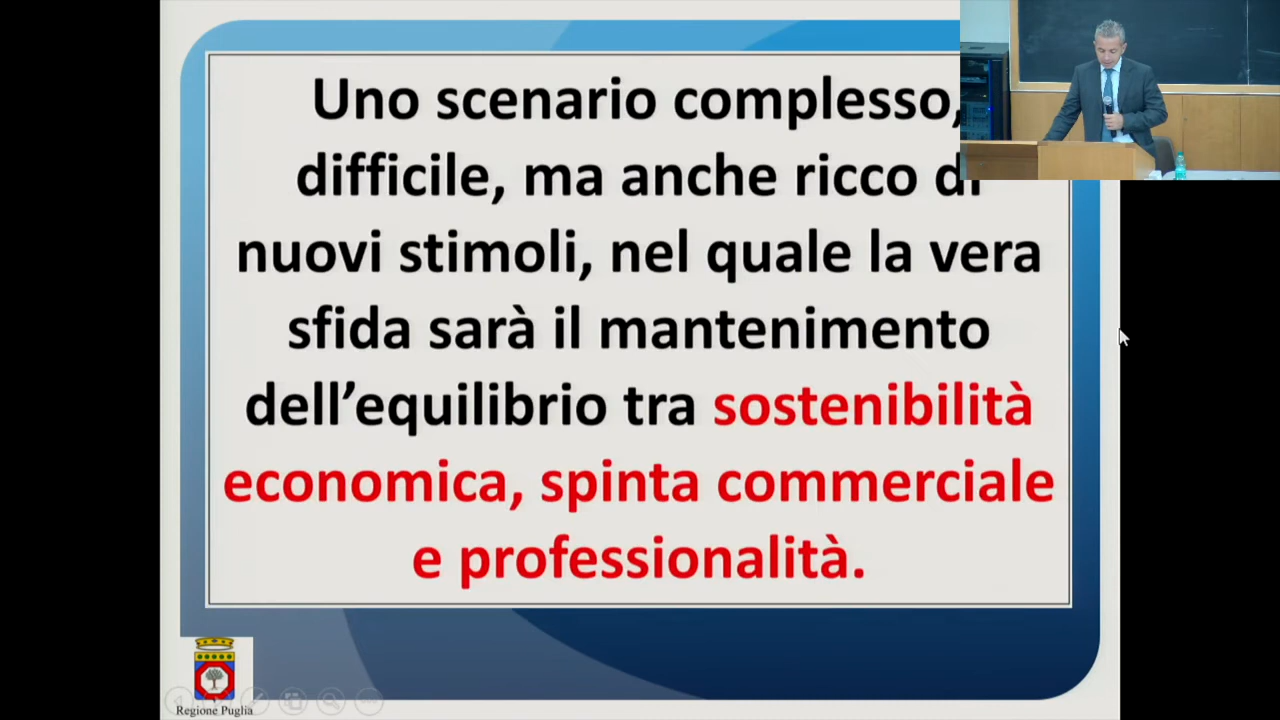 Uno scenario complesso,
difficile, ma anche ricco di
nuovi stimoli, nel quale la vera
sfida sarà il mantenimento
dell’equilibrio tra sostenibilità
economica, spinta commerciale
e professionalità.
Regione Puglia